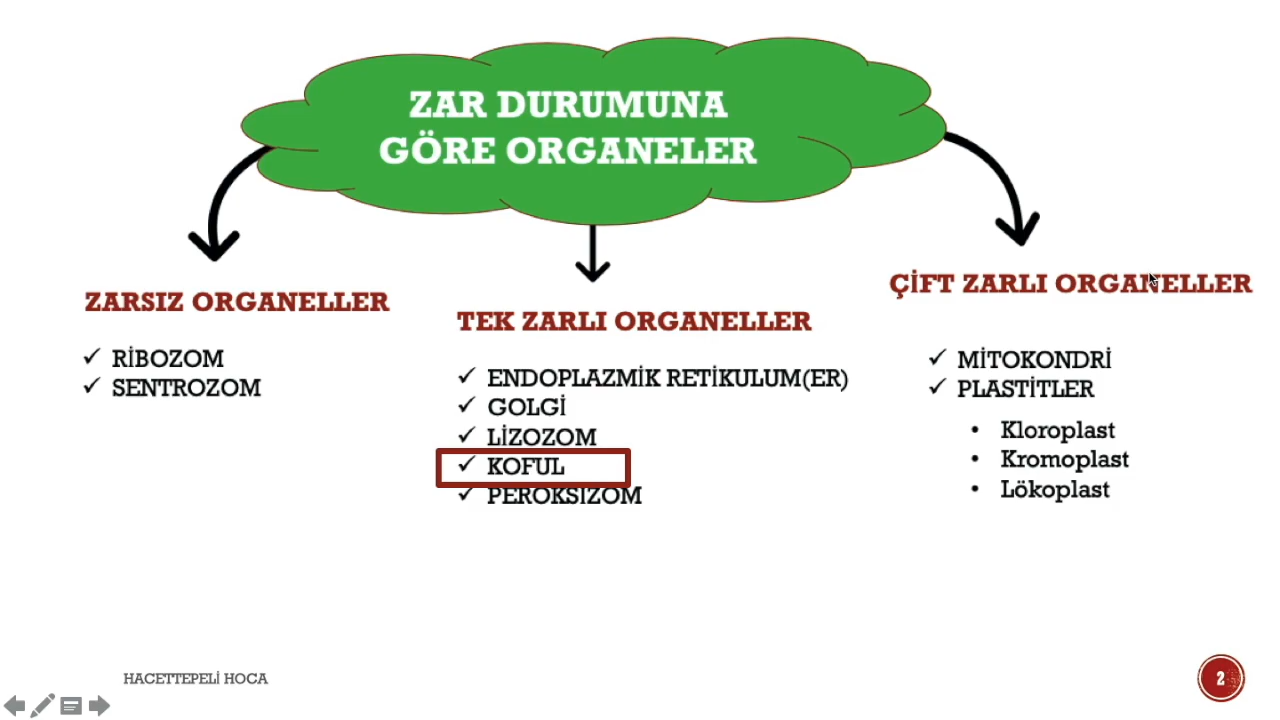 ZAR DURUMUNA
GÖRE ORGANELER
ZARSIZ ORGANELLER
✓ RİBOZOM
✓ SENTROZOM
TEK ZARLI ORGANELLER
✓ ENDOPLAZMİK RETİKULUM(ER)
✓ GOLGİ
✓ LİZOZOM
✓ KOFUL
✓ PEROKSİZOM
ÇİFT ZARLI ORGANELLER
✓ MİTOKONDRİ
✓ PLASTİTLER
• Kloroplast
• Kromoplast
• Lökoplast
HACETTEPELİ HOCA
2